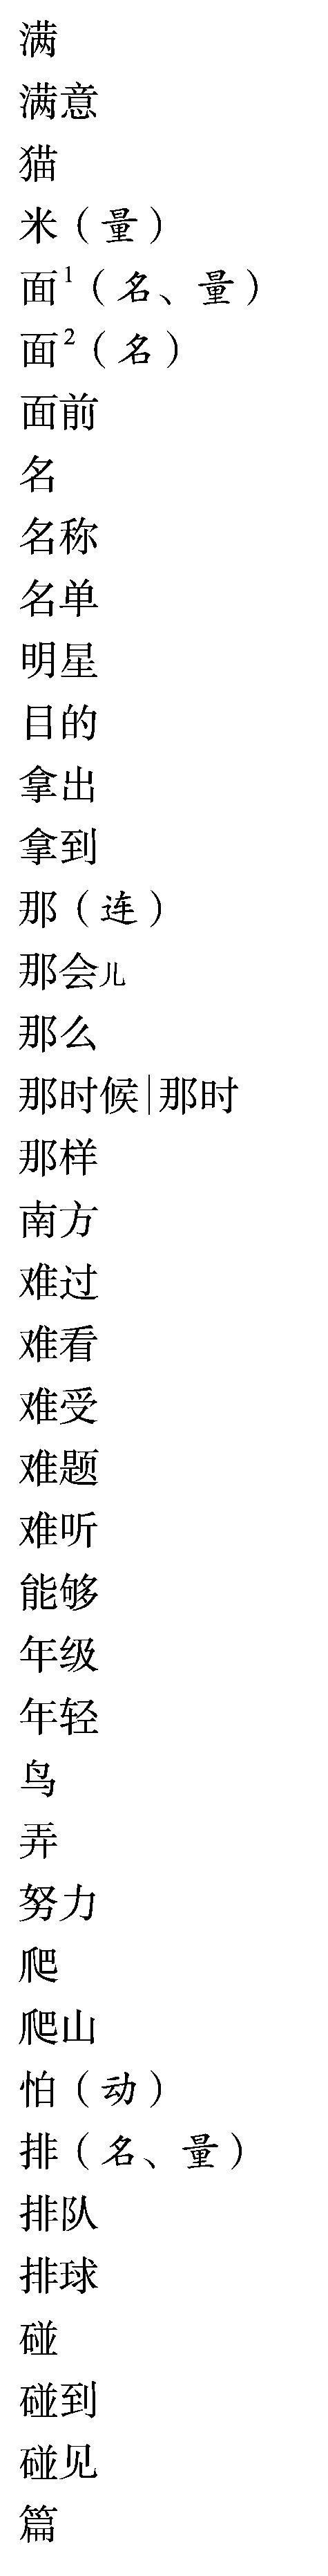 满
满意
猫
米（量）
面¹（名、量）
面²（名）
面前
名
名称
名单
明星
目的
拿出
拿到
那（连）
那会儿
那么
那时候|那时
那样
南方
难过
难看
难受
难题
难听
能够
年级
年轻
鸟
弄
努力
爬
爬山
怕（动）
排（名、量）
排队
排球
碰
碰到
碰见
篇